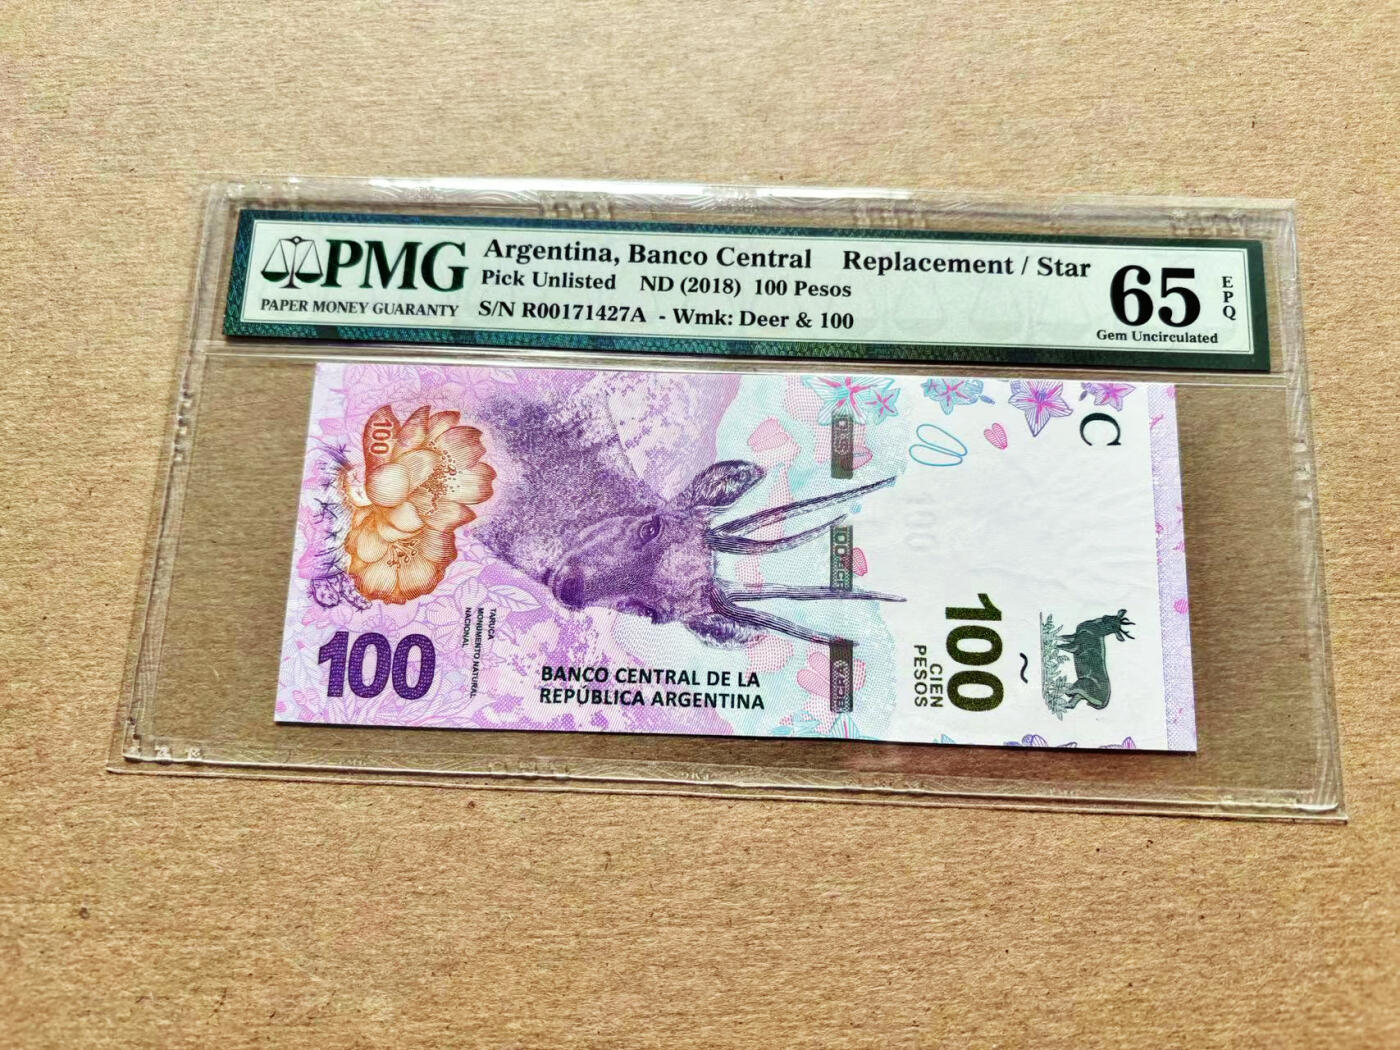 PMG
PAPER MONEY GUARANTY
Argentina, Banco Central Replacement / Star
Pick Unlisted ND (2018) 100 Pesos
S/N R00171427A - Wmk: Deer & 100
65
EPQ
Gem Uncirculated
100
C
100
TARUCA
MONUMENTO NATURAL
NACIONAL
100
BANCO CENTRAL DE LA
REPÚBLICA ARGENTINA
100
CIEN
PESOS